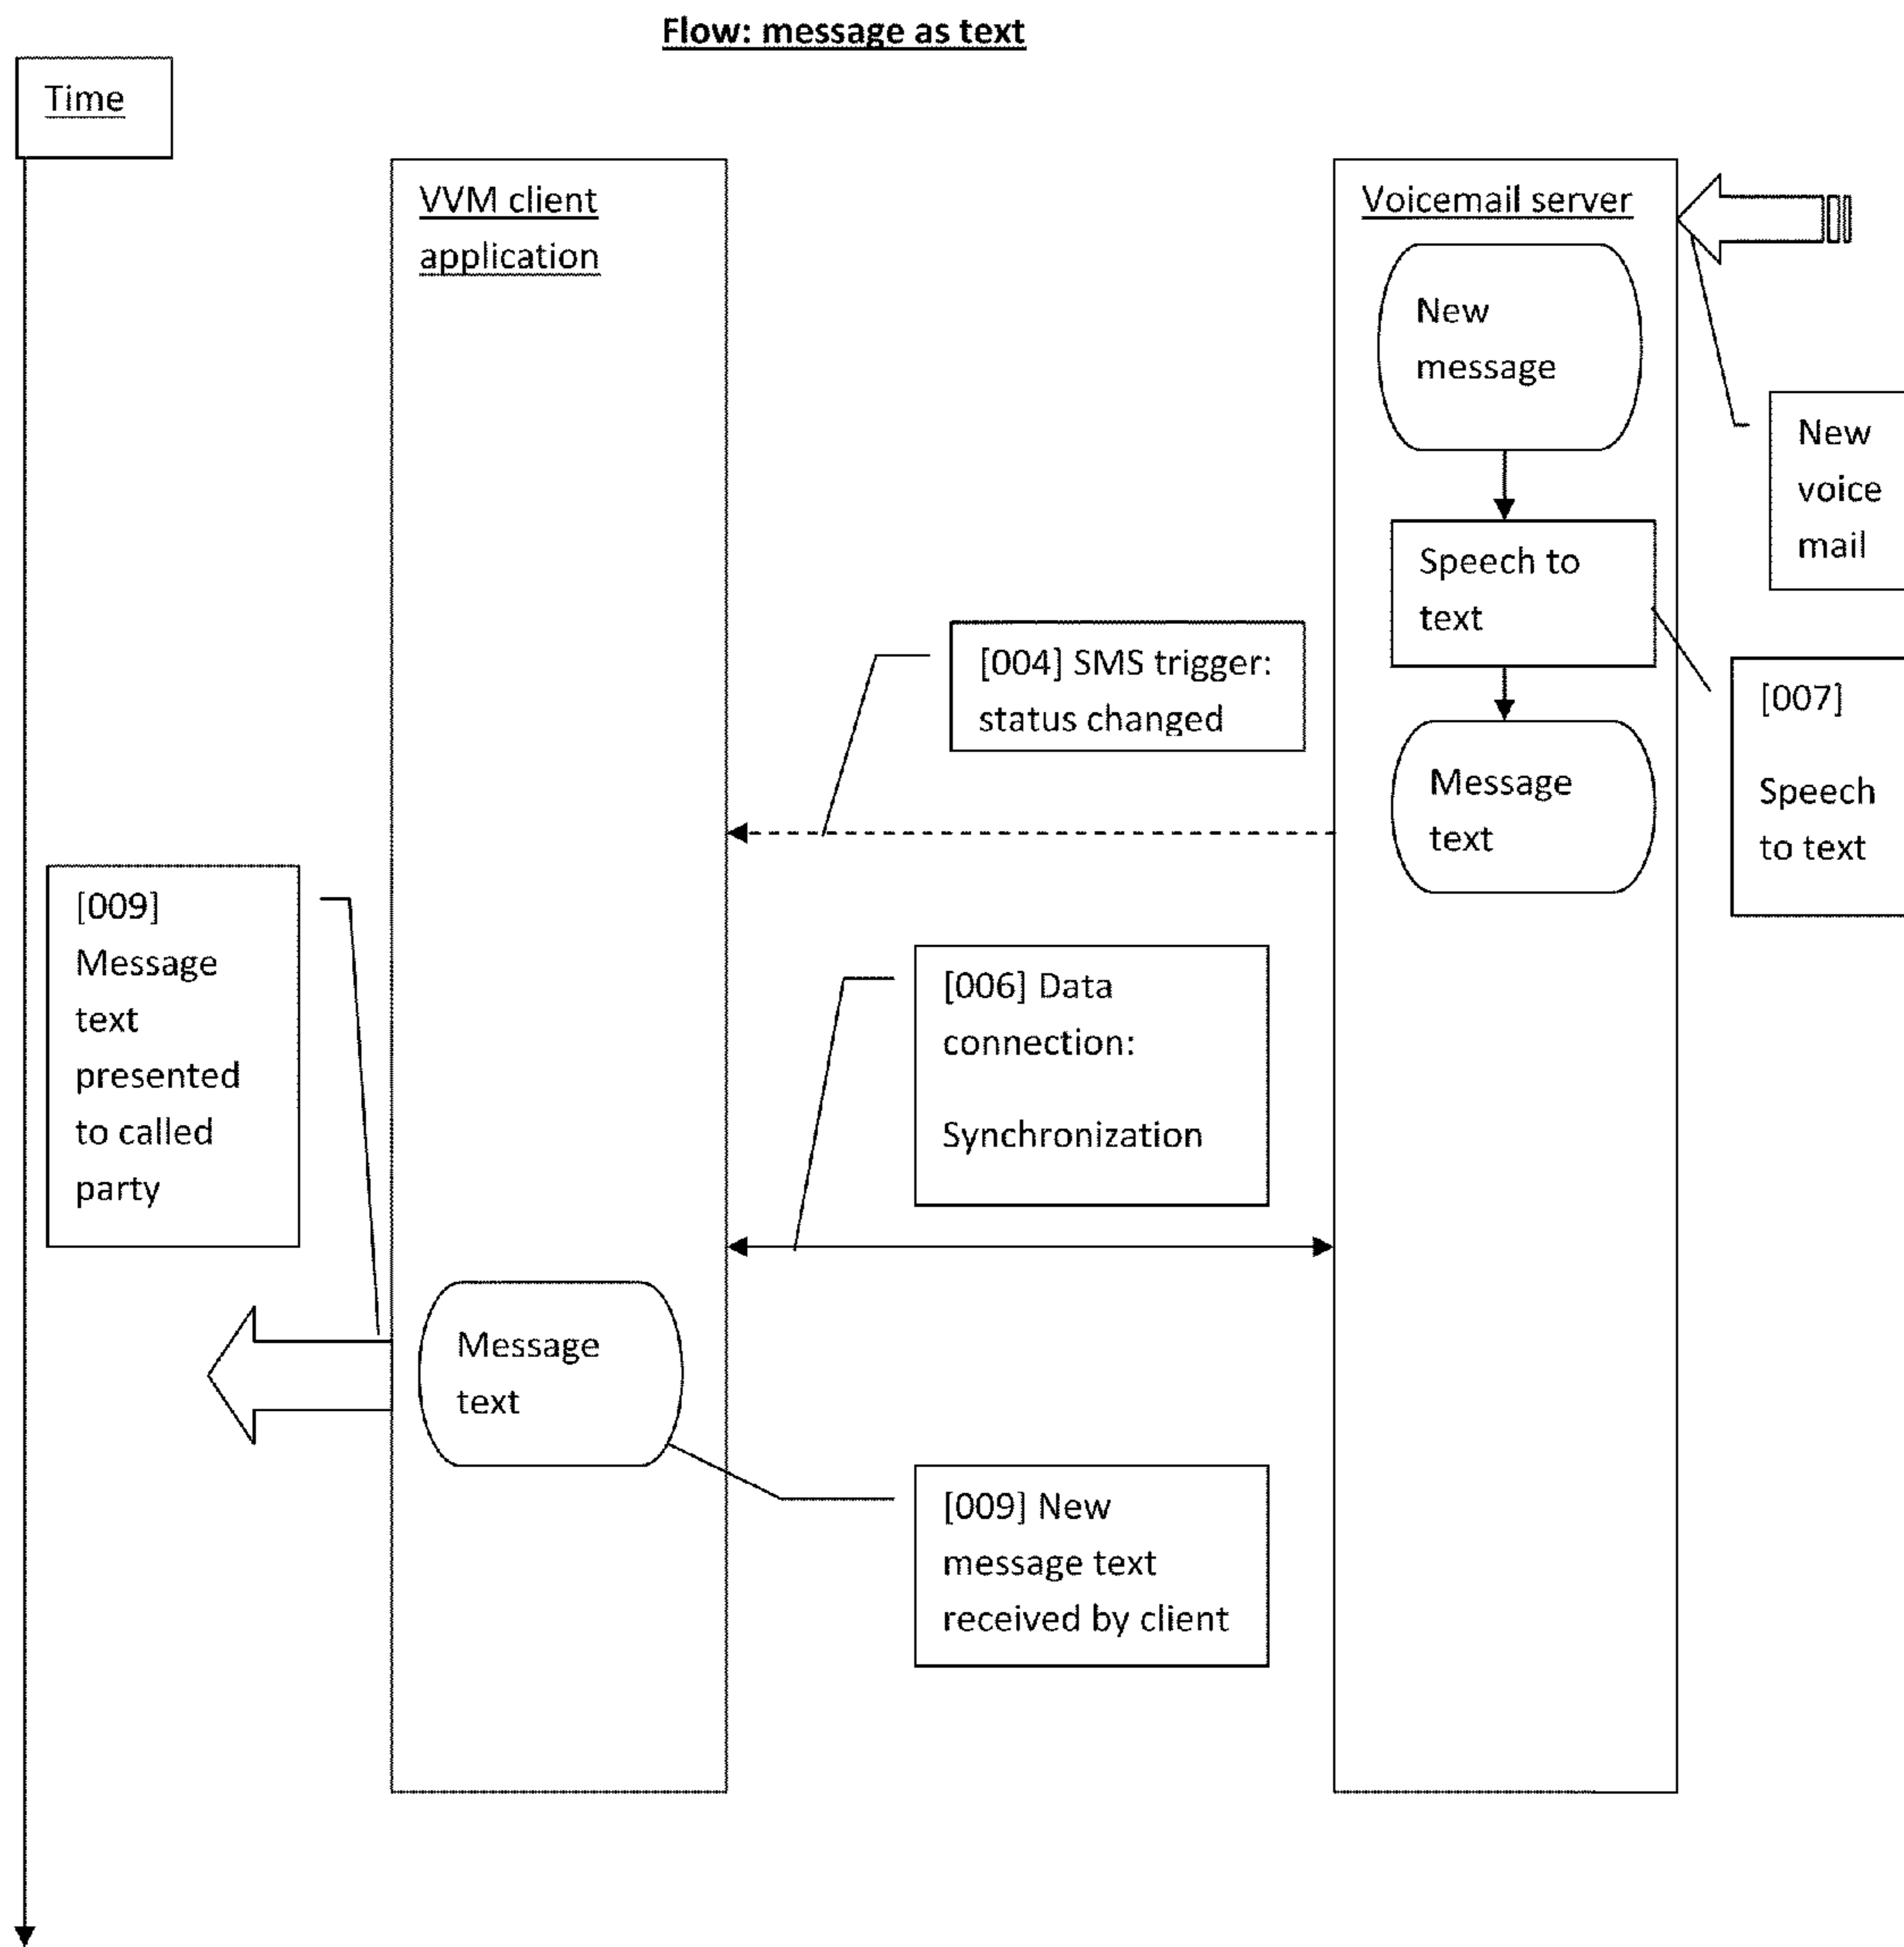 Flow: message as text
Time
VVM client
application
Voicemail server
New
message
New
voice
mail
Speech to
text
[004] SMS trigger:
status changed
[007]
Speech
to text
Message
text
[009]
Message
text
presented
to called
party
[006] Data
connection:
Synchronization
Message
text
[009] New
message text
received by client